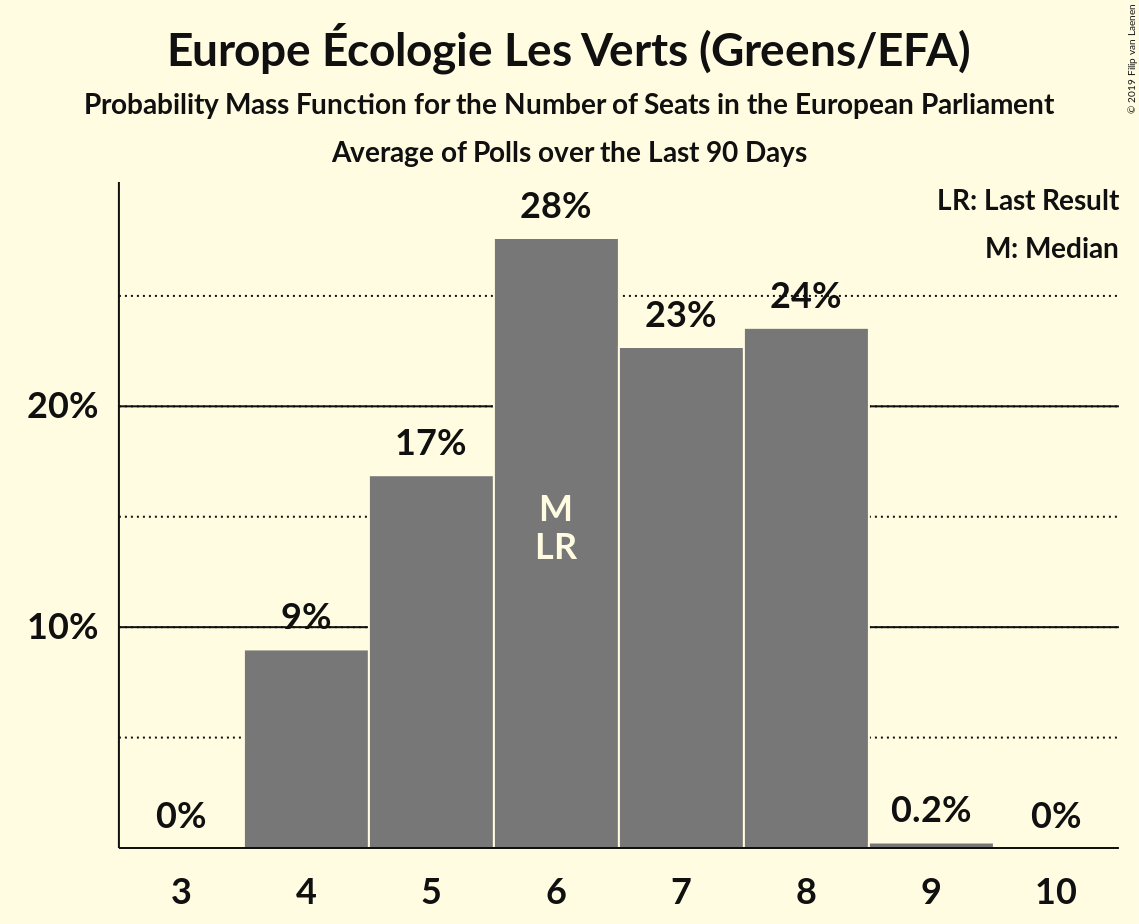 Europe Écologie Les Verts (Greens/EFA)
Probability Mass Function for the Number of Seats in the European Parliament
Average of Polls over the Last 90 Days
© 2019 Filip van Laenen
LR: Last Result
M: Median
28%
24%
23%
20%
17%
M
LR
10%
9%
0%
0.2%
0%
3 4 5 6 7 8 9 10